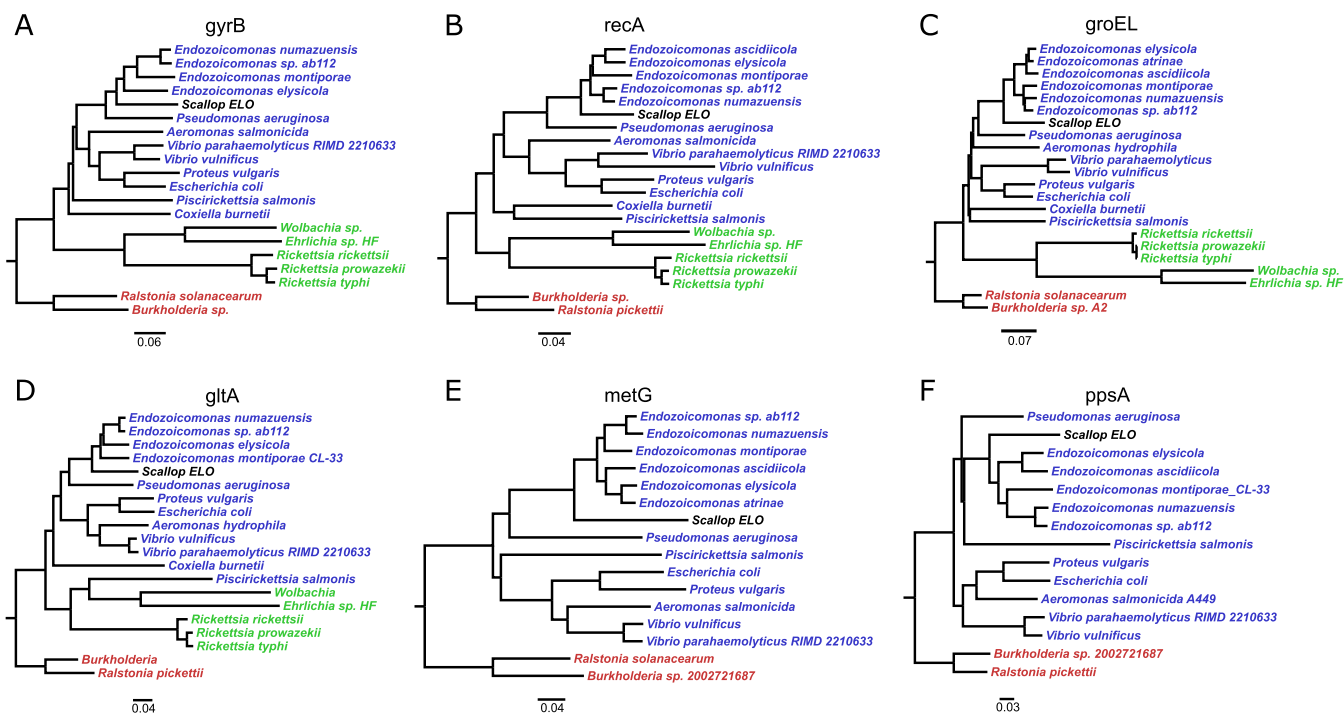 A
gyrB
Endozoicomonas numazuensis
Endozoicomonas sp. ab112
Endozoicomonas montiporae
Endozoicomonas elysicola
Scallop ELO
Pseudomonas aeruginosa
Aeromonas salmonicida
Vibrio parahaemolyticus RIMD 2210633
Vibrio vulnificus
Proteus vulgaris
Escherichia coli
Piscirickettsia salmonis
Coxiella burnetii
Wolbachia sp.
Ehrlichia sp. HF
Rickettsia rickettsii
Rickettsia prowazekii
Rickettsia typhi
Ralstonia solanacearum
Burkholderia sp.
0.06
B
recA
Endozoicomonas ascidiicola
Endozoicomonas elysicola
Endozoicomonas montiporae
Endozoicomonas sp. ab112
Endozoicomonas numazuensis
Scallop ELO
Pseudomonas aeruginosa
Aeromonas salmonicida
Vibrio parahaemolyticus RIMD 2210633
Vibrio vulnificus
Proteus vulgaris
Escherichia coli
Coxiella burnetii
Piscirickettsia salmonis
Wolbachia sp.
Ehrlichia sp. HF
Rickettsia rickettsii
Rickettsia prowazekii
Rickettsia typhi
Burkholderia sp.
Ralstonia pickettii
0.04
C
groEL
Endozoicomonas elysicola
Endozoicomonas atrinae
Endozoicomonas ascidiicola
Endozoicomonas montiporae
Endozoicomonas numazuensis
Endozoicomonas sp. ab112
Scallop ELO
Pseudomonas aeruginosa
Aeromonas hydrophila
Vibrio parahaemolyticus
Vibrio vulnificus
Proteus vulgaris
Escherichia coli
Coxiella burnetii
Piscirickettsia salmonis
Rickettsia rickettsii
Rickettsia prowazekii
Rickettsia typhi
Wolbachia sp.
Ehrlichia sp. HF
Ralstonia solanacearum
Burkholderia sp. A2
0.07
D
gltA
Endozoicomonas numazuensis
Endozoicomonas sp. ab112
Endozoicomonas elysicola
Endozoicomonas montiporae CL-33
Scallop ELO
Pseudomonas aeruginosa
Proteus vulgaris
Escherichia coli
Aeromonas hydrophila
Vibrio vulnificus
Vibrio parahaemolyticus RIMD 2210633
Coxiella burnetii
Piscirickettsia salmonis
Wolbachia
Ehrlichia sp. HF
Rickettsia rickettsii
Rickettsia prowazekii
Rickettsia typhi
Burkholderia
Ralstonia pickettii
0.04
E
metG
Endozoicomonas sp. ab112
Endozoicomonas numazuensis
Endozoicomonas montiporae
Endozoicomonas ascidiicola
Endozoicomonas elysicola
Endozoicomonas atrinae
Scallop ELO
Pseudomonas aeruginosa
Piscirickettsia salmonis
Escherichia coli
Proteus vulgaris
Aeromonas salmonicida
Vibrio vulnificus
Vibrio parahaemolyticus RIMD 2210633
Ralstonia solanacearum
Burkholderia sp. 2002721687
0.04
F
ppsA
Pseudomonas aeruginosa
Scallop ELO
Endozoicomonas elysicola
Endozoicomonas ascidiicola
Endozoicomonas montiporae_CL-33
Endozoicomonas numazuensis
Endozoicomonas sp. ab112
Piscirickettsia salmonis
Proteus vulgaris
Escherichia coli
Aeromonas salmonicida A449
Vibrio parahaemolyticus RIMD 2210633
Vibrio vulnificus
Burkholderia sp. 2002721687
Ralstonia pickettii
0.03